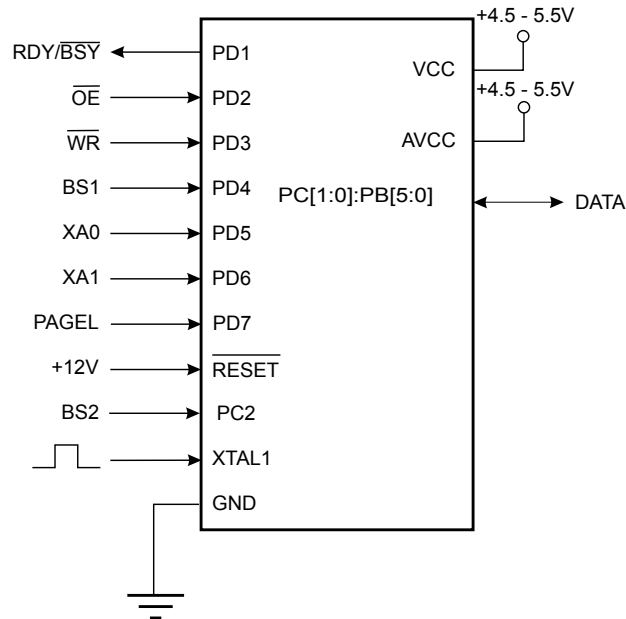 +4.5 - 5.5V
RDY/BSY PD1
VCC
OE PD2
+4.5 - 5.5V
WR PD3
AVCC
BS1 PD4
PC[1:0]:PB[5:0]
DATA
XA0 PD5
XA1 PD6
PAGEL PD7
+12V RESET
BS2 PC2
XTAL1
GND